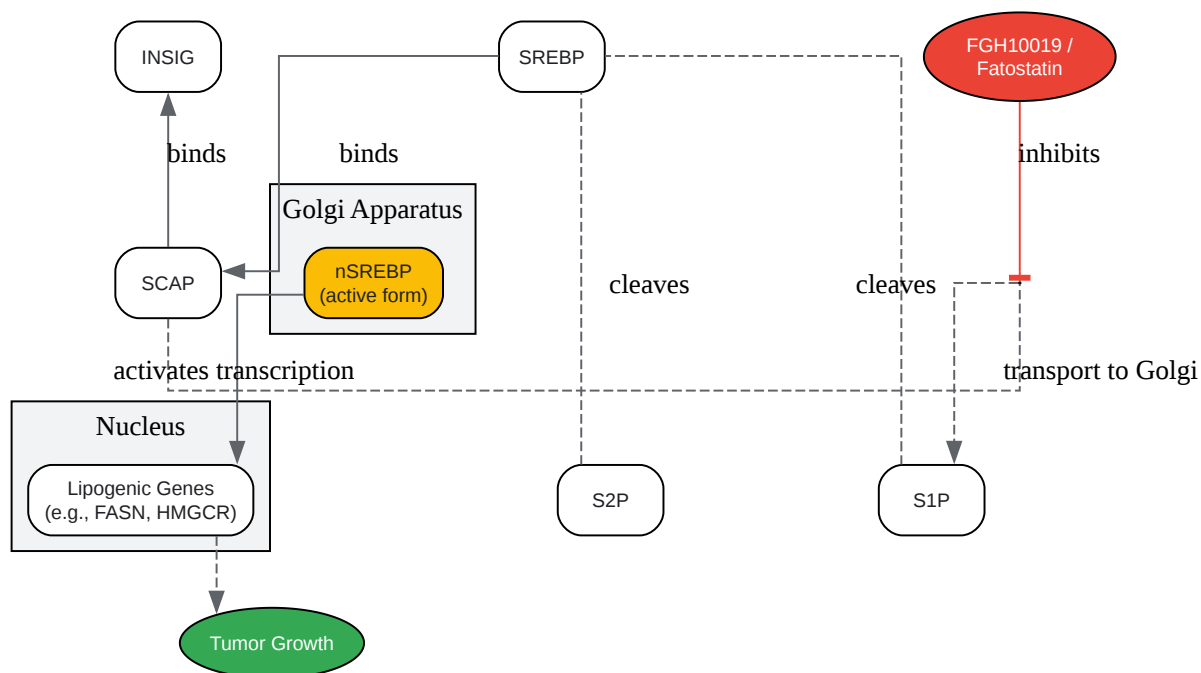 INSIG
SREBP
FGH10019 /
Fatostatin
binds
binds
inhibits
Golgi Apparatus
SCAP
nSREBP
(active form)
cleaves
cleaves
activates transcription
transport to Golgi
Nucleus
Lipogenic Genes
(e.g., FASN, HMGCR)
S2P
S1P
Tumor Growth